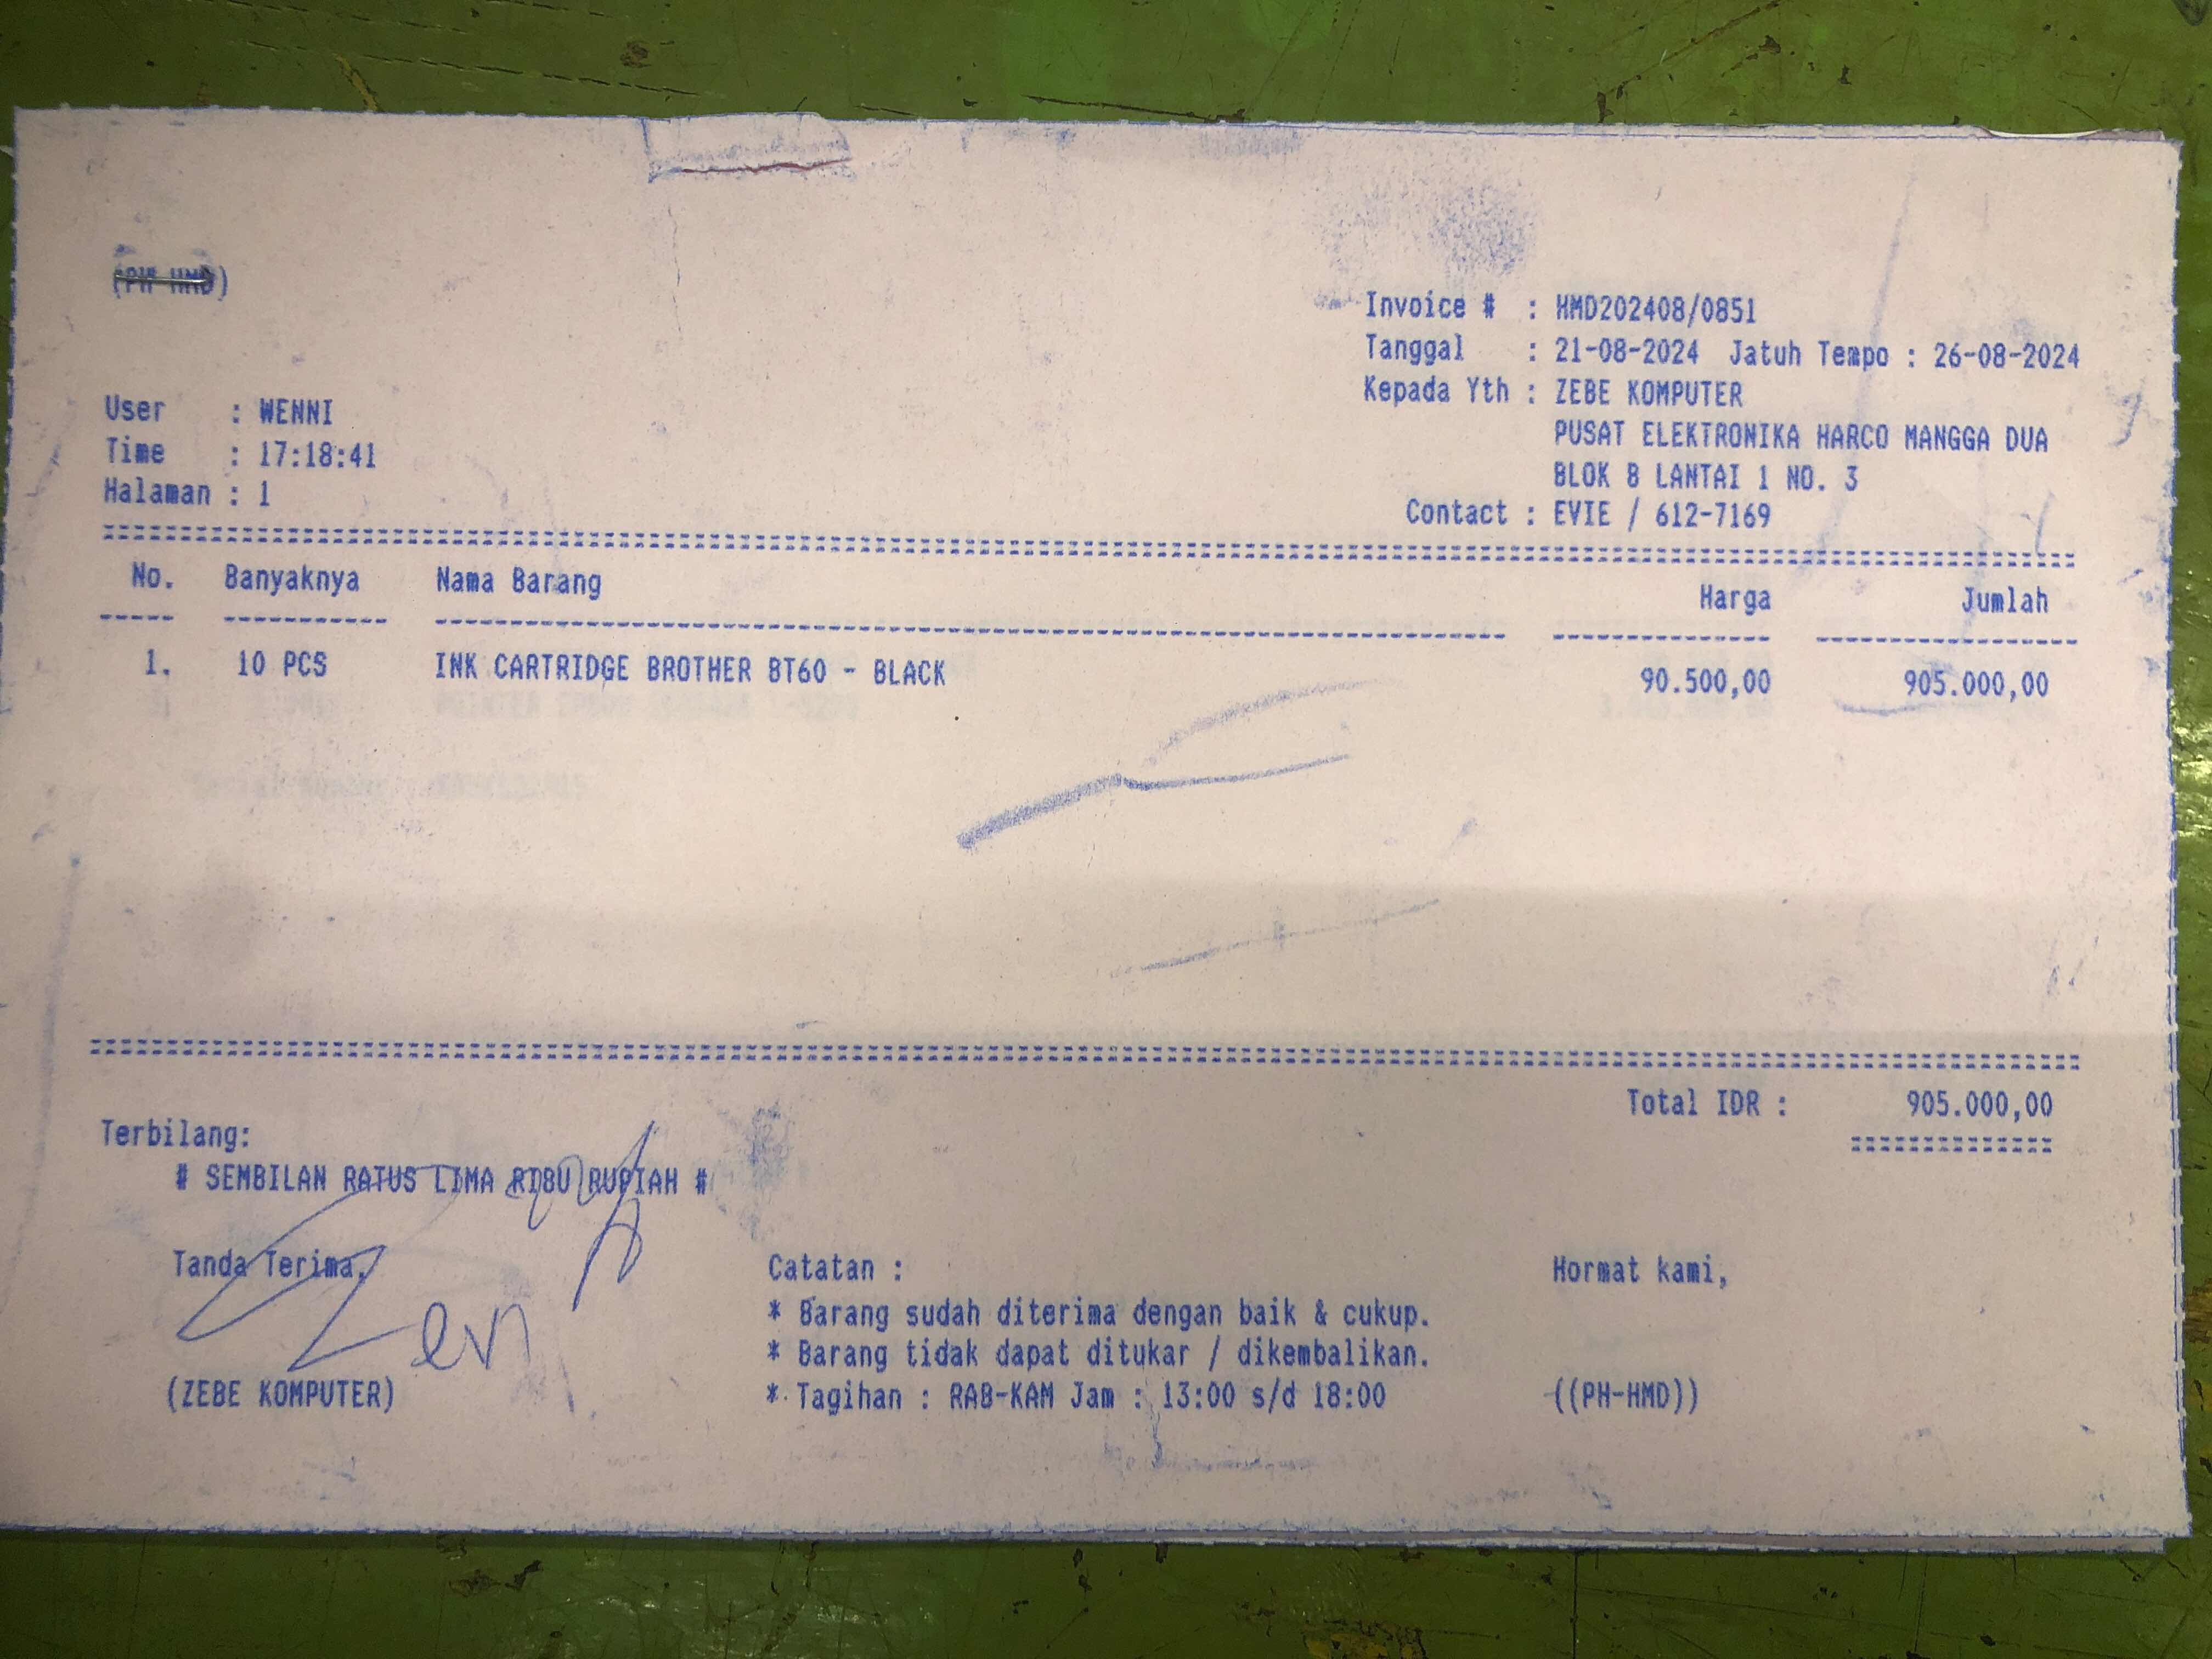 (PH HMD)
Invoice # : HMD202408/0851
Tanggal : 21-08-2024 Jatuh Tempo : 26-08-2024
Kepada Yth : ZEBE KOMPUTER
PUSAT ELEKTRONIKA HARCO MANGGA DUA
BLOK B LANTAI 1 NO. 3
Contact : EVIE / 612-7169
User : WENNI
Time : 17:18:41
Halaman : 1
No. Banyaknya Nama Barang Harga Jumlah
1. 10 PCS INK CARTRIDGE BROTHER BT60 - BLACK 90.500,00 905.000,00
Total IDR : 905.000,00
Terbilang:
# SEMBILAN RATUS LIMA RIBU RUPIAH #
Tanda Terima,
Zen
(ZEBE KOMPUTER)
Catatan :
* Barang sudah diterima dengan baik & cukup.
* Barang tidak dapat ditukar / dikembalikan.
* Tagihan : RAB-KAM Jam : 13:00 s/d 18:00
Hormat kami,
((PH-HMD))